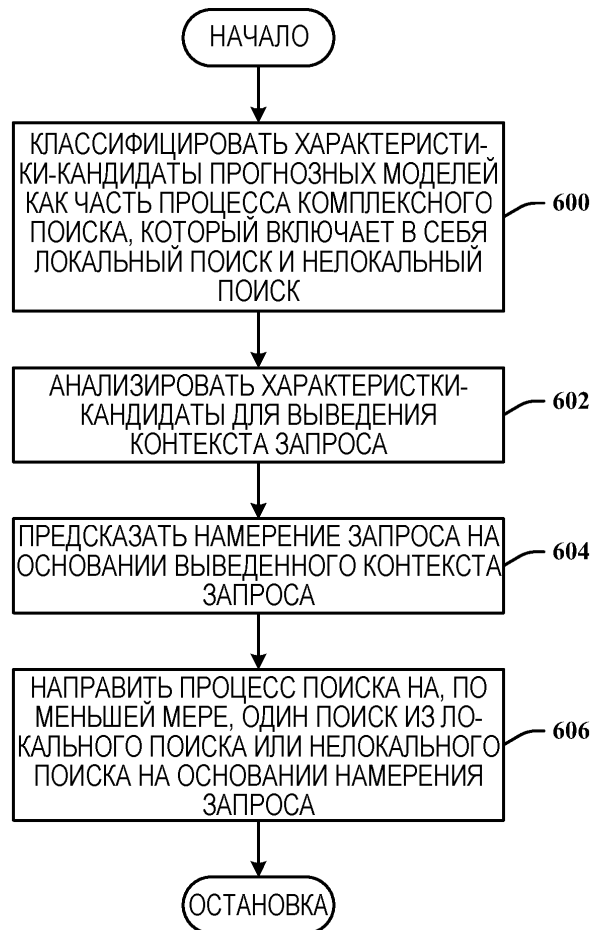 НАЧАЛО
КЛАССИФИЦИРОВАТЬ ХАРАКТЕРИСТИ-
КИ-КАНДИДАТЫ ПРОГНОЗНЫХ МОДЕЛЕЙ
КАК ЧАСТЬ ПРОЦЕССА КОМПЛЕКСНОГО
ПОИСКА, КОТОРЫЙ ВКЛЮЧАЕТ В СЕБЯ
ЛОКАЛЬНЫЙ ПОИСК И НЕЛОКАЛЬНЫЙ
ПОИСК
600
АНАЛИЗИРОВАТЬ ХАРАКТЕРИСТКИ-
КАНДИДАТЫ ДЛЯ ВЫВЕДЕНИЯ
КОНТЕКСТА ЗАПРОСА
602
ПРЕДСКАЗАТЬ НАМЕРЕНИЕ ЗАПРОСА НА
ОСНОВАНИИ ВЫВЕДЕННОГО КОНТЕКСТА
ЗАПРОСА
604
НАПРАВИТЬ ПРОЦЕСС ПОИСКА НА, ПО
МЕНЬШЕЙ МЕРЕ, ОДИН ПОИСК ИЗ ЛО-
КАЛЬНОГО ПОИСКА ИЛИ НЕЛОКАЛЬНОГО
ПОИСКА НА ОСНОВАНИИ НАМЕРЕНИЯ
ЗАПРОСА
606
ОСТАНОВКА